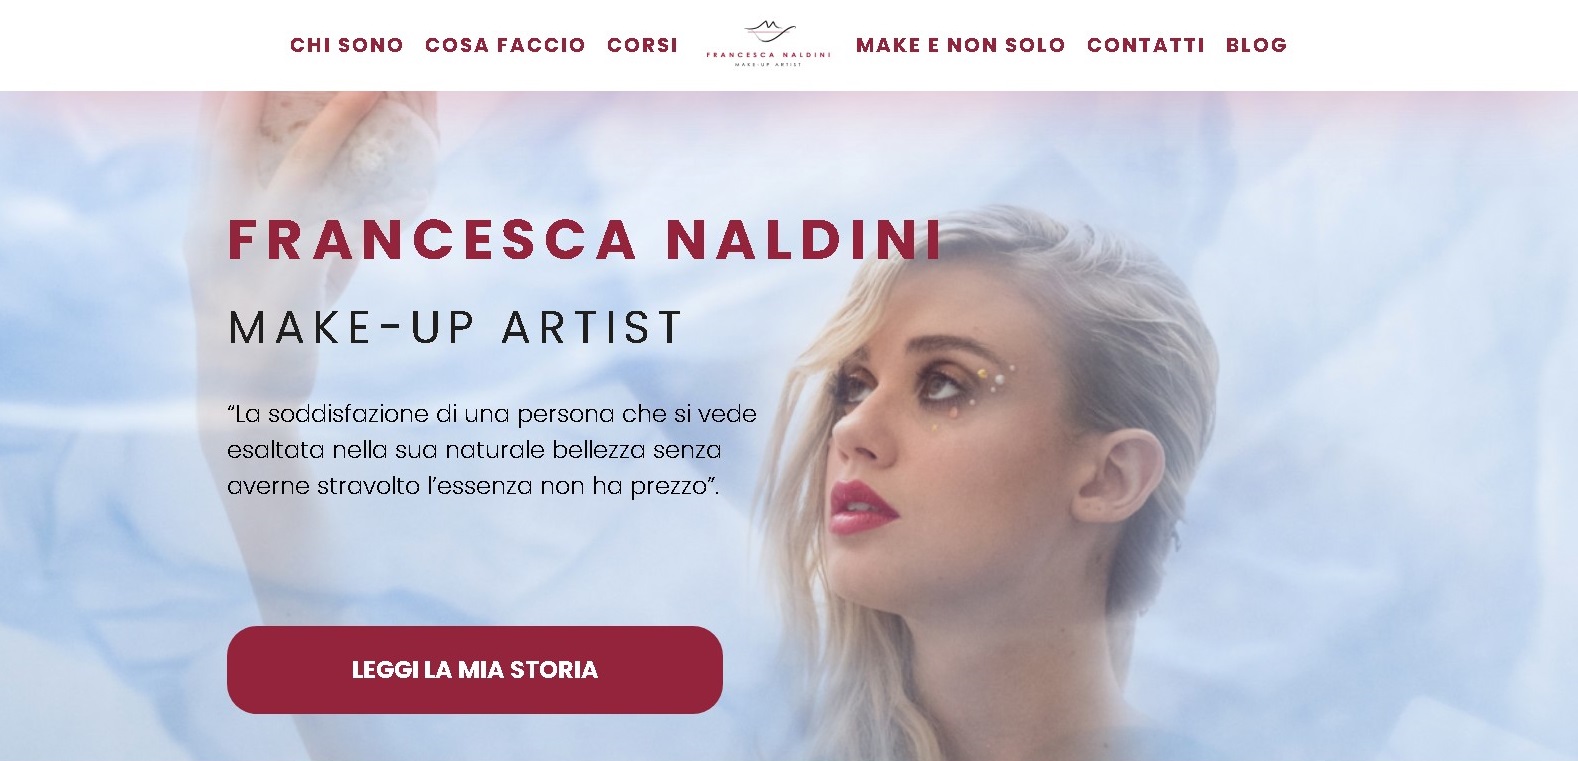 CHI SONO COSA FACCIO CORSI FRANCESCA NALDINI MAKE E NON SOLO CONTATTI BLOG
MAKE-UP ARTIST
FRANCESCA NALDINI
MAKE-UP ARTIST
“La soddisfazione di una persona che si vede
esaltata nella sua naturale bellezza senza
averne stravolto l’essenza non ha prezzo”.
LEGGI LA MIA STORIA